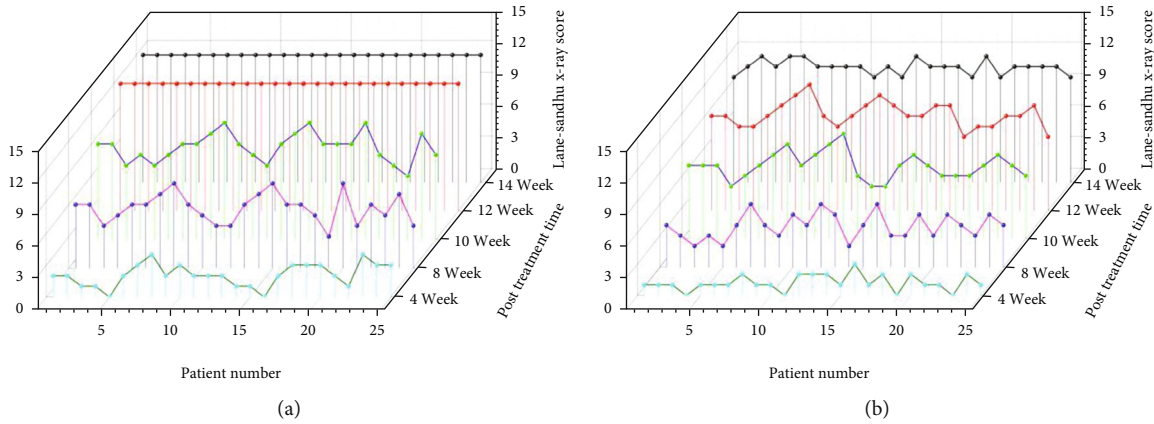 15
12
9
6
3
0
15
12
9
6
3
0
5 10 15 20 25
4 Week
8 Week
10 Week
12 Week
14 Week
Lane-sandhu x-ray score
Post treatment time
Patient number
(a)
15
12
9
6
3
0
15
12
9
6
3
0
5 10 15 20 25
4 Week
8 Week
10 Week
12 Week
14 Week
Lane-sandhu x-ray score
Post treatment time
Patient number
(b)